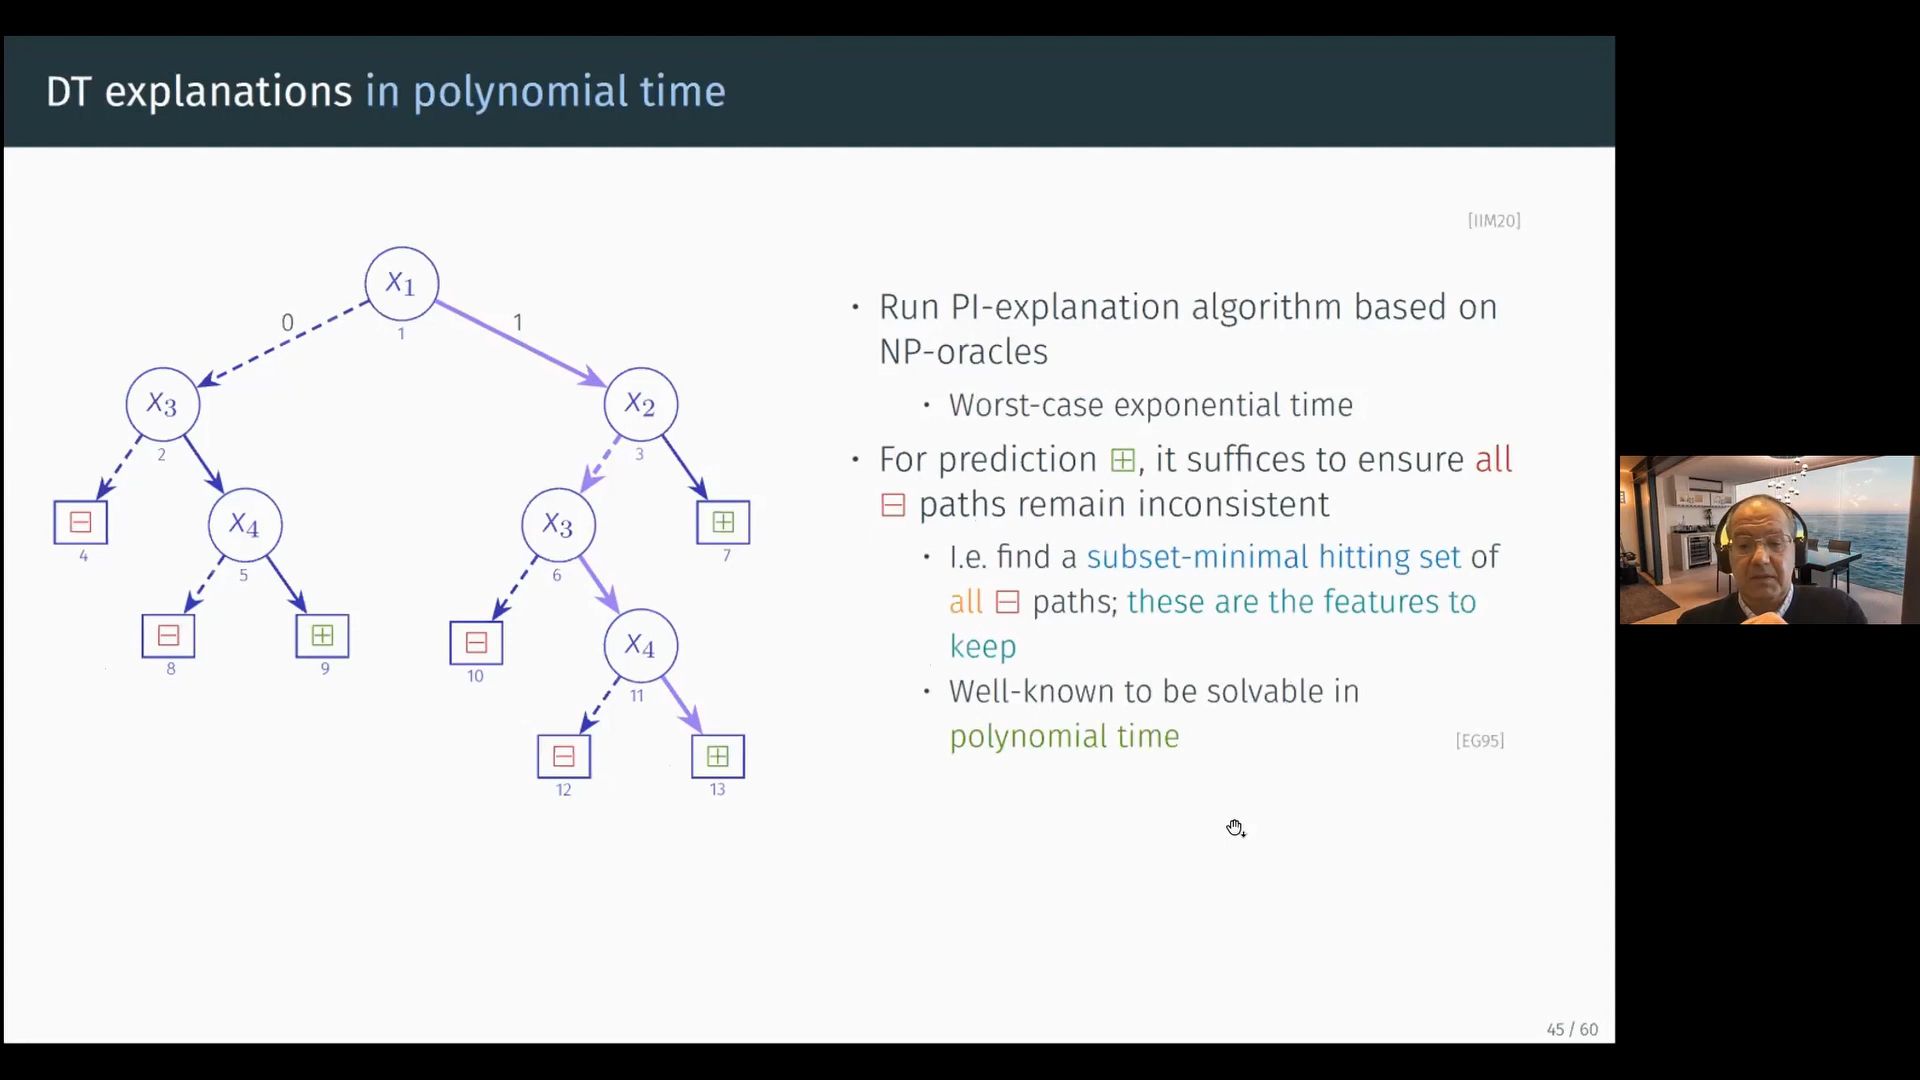 DT explanations in polynomial time
[IIM20]
x1
1
0
1
x3
2
x2
3
⊟
4
x4
5
x3
6
⊞
7
⊟
8
⊞
9
⊟
10
x4
11
⊟
12
⊞
13
• Run PI-explanation algorithm based on
NP-oracles
• Worst-case exponential time
• For prediction ⊞, it suffices to ensure all
⊟ paths remain inconsistent
• I.e. find a subset-minimal hitting set of
all ⊟ paths; these are the features to
keep
• Well-known to be solvable in
polynomial time [EG95]
45 / 60